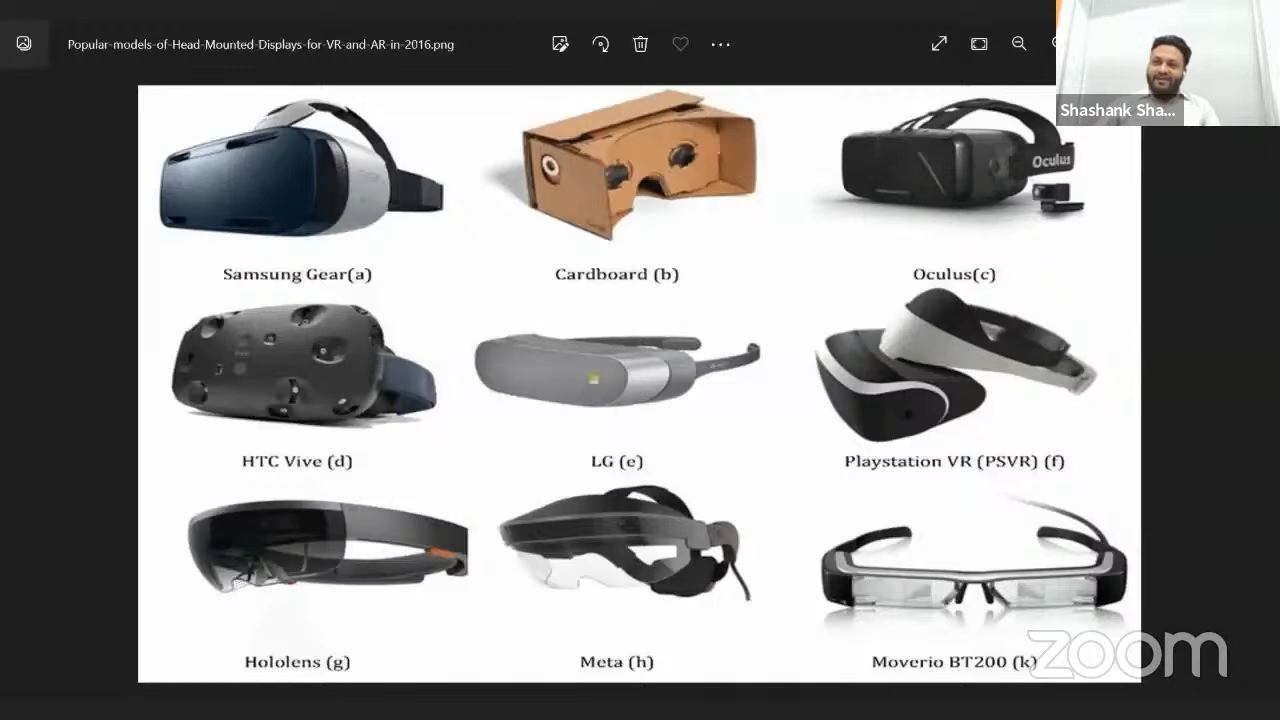 Popular-models-of-Head-Mounted-Displays-for-VR-and-AR-in-2016.png
Shashank Sha...
Oculus
Samsung Gear(a)
Cardboard (b)
Oculus(c)
HTC Vive (d)
LG (e)
Playstation VR (PSVR) (f)
Hololens (g)
Meta (h)
Moverio BT200 (k)
zoom